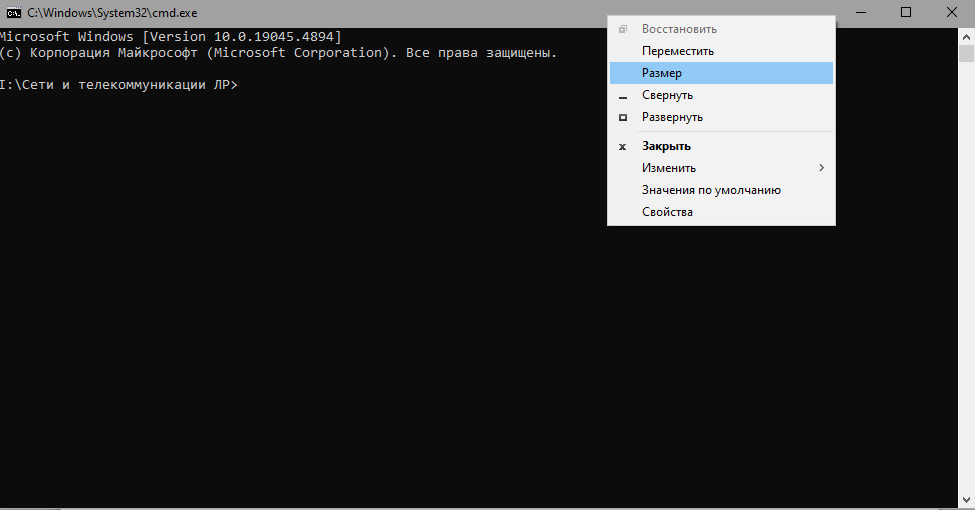 C:\Windows\System32\cmd.exe
Microsoft Windows [Version 10.0.19045.4894]
(c) Корпорация Майкрософт (Microsoft Corporation). Все права защищены.
I:\Сети и телекоммуникации ЛР>
Восстановить
Переместить
Размер
Свернуть
Развернуть
Закрыть
Изменить
Значения по умолчанию
Свойства